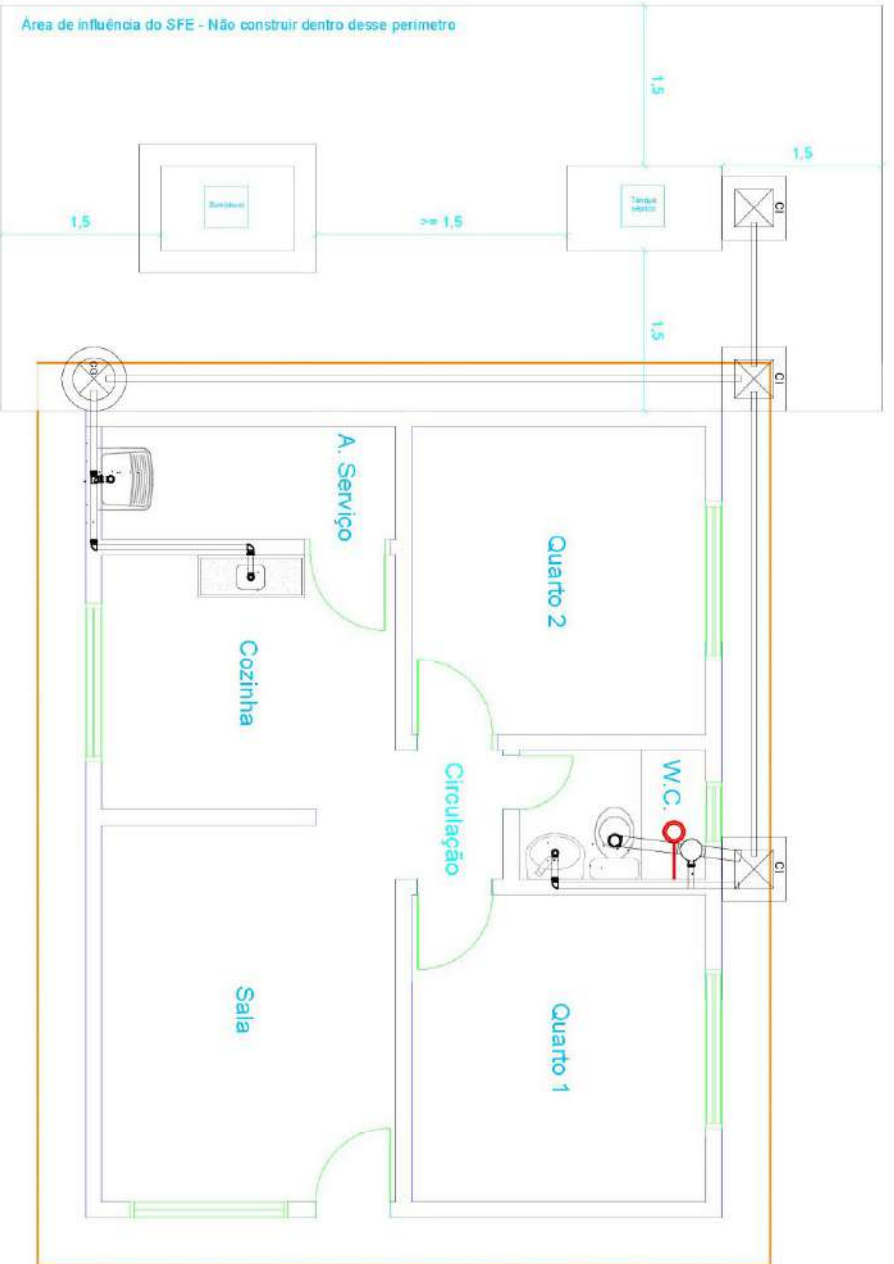 Área de influência do SFE - Não construir dentro desse perímetro
1,5
1,5
CI
Tanque
séptico
1,5
>= 1,5
1,5
CI
CG
A. Serviço
Quarto 2
Cozinha
W.C.
Circulação
CI
Sala
Quarto 1